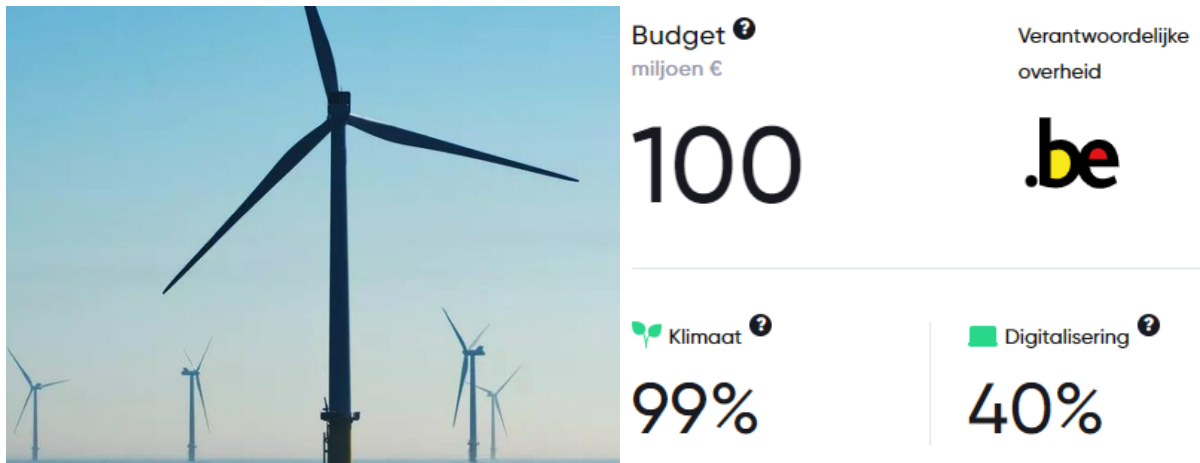 Budget ?
miljoen €
100
Verantwoordelijke
overheid
.be
Klimaat ?
99%
Digitalisering ?
40%